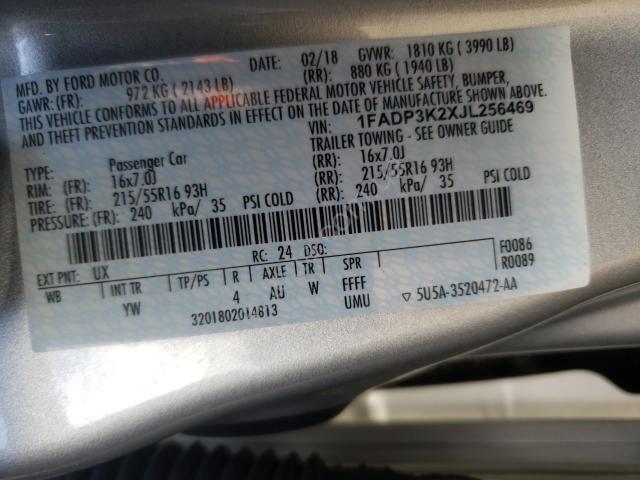 MFD. BY FORD MOTOR CO. DATE: 02/18 GVWR: 1810 KG ( 3990 LB)
GAWR:(FR): 972 KG ( 2143 LB) (RR): 880 KG ( 1940 LB)
THIS VEHICLE CONFORMS TO ALL APPLICABLE FEDERAL MOTOR VEHICLE SAFETY, BUMPER,
AND THEFT PREVENTION STANDARDS IN EFFECT ON THE DATE OF MANUFACTURE SHOWN ABOVE.
VIN: 1FADP3K2XJL256469
TYPE: Passenger Car TRAILER TOWING - SEE OWNER GUIDE
RIM: (FR): 16x7.0J (RR): 16x7.0J
TIRE: (FR): 215/55R16 93H (RR): 215/55R16 93H
PRESSURE: (FR): 240 kPa/ 35 PSI COLD (RR): 240 kPa/ 35 PSI COLD
EXT PNT: UX RC: 24 DSO: F0086
WB INT TR TP/PS R AXLE TR SPR R0089
YW 4 AU W FFFF
UMU
3201802014813 ▽ 5U5A-3520472-AA